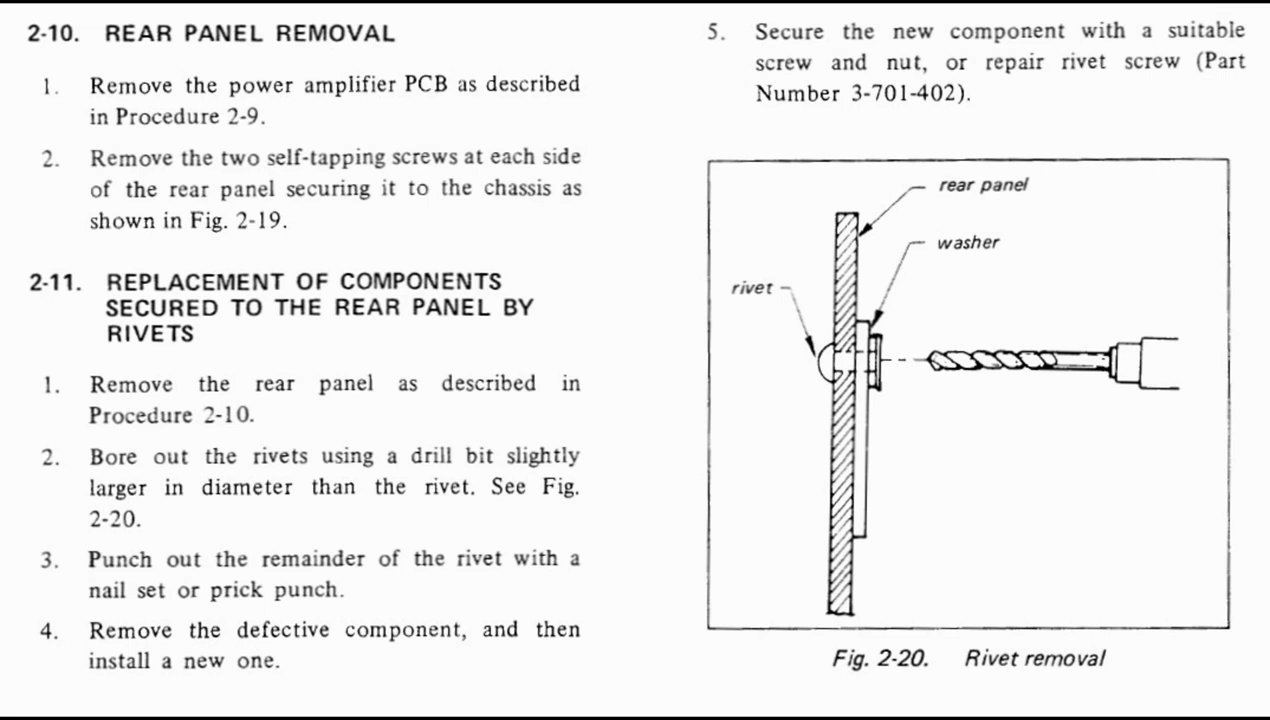 2-10. REAR PANEL REMOVAL
1. Remove the power amplifier PCB as described
in Procedure 2-9.
2. Remove the two self-tapping screws at each side
of the rear panel securing it to the chassis as
shown in Fig. 2-19.
2-11. REPLACEMENT OF COMPONENTS
SECURED TO THE REAR PANEL BY
RIVETS
1. Remove the rear panel as described in
Procedure 2-10.
2. Bore out the rivets using a drill bit slightly
larger in diameter than the rivet. See Fig.
2-20.
3. Punch out the remainder of the rivet with a
nail set or prick punch.
4. Remove the defective component, and then
install a new one.
5. Secure the new component with a suitable
screw and nut, or repair rivet screw (Part
Number 3-701-402).
rear panel
washer
rivet
Fig. 2-20. Rivet removal